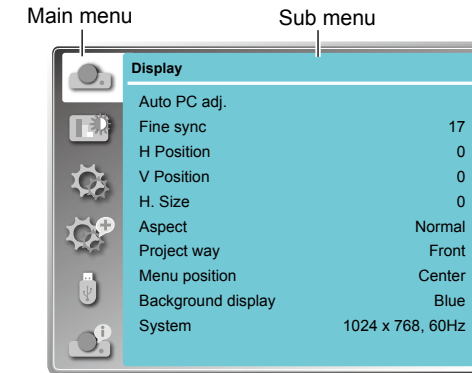 Main menu
Sub menu
Display
Auto PC adj.
Fine sync 17
H Position 0
V Position 0
H. Size 0
Aspect Normal
Project way Front
Menu position Center
Background display Blue
System 1024 x 768, 60Hz